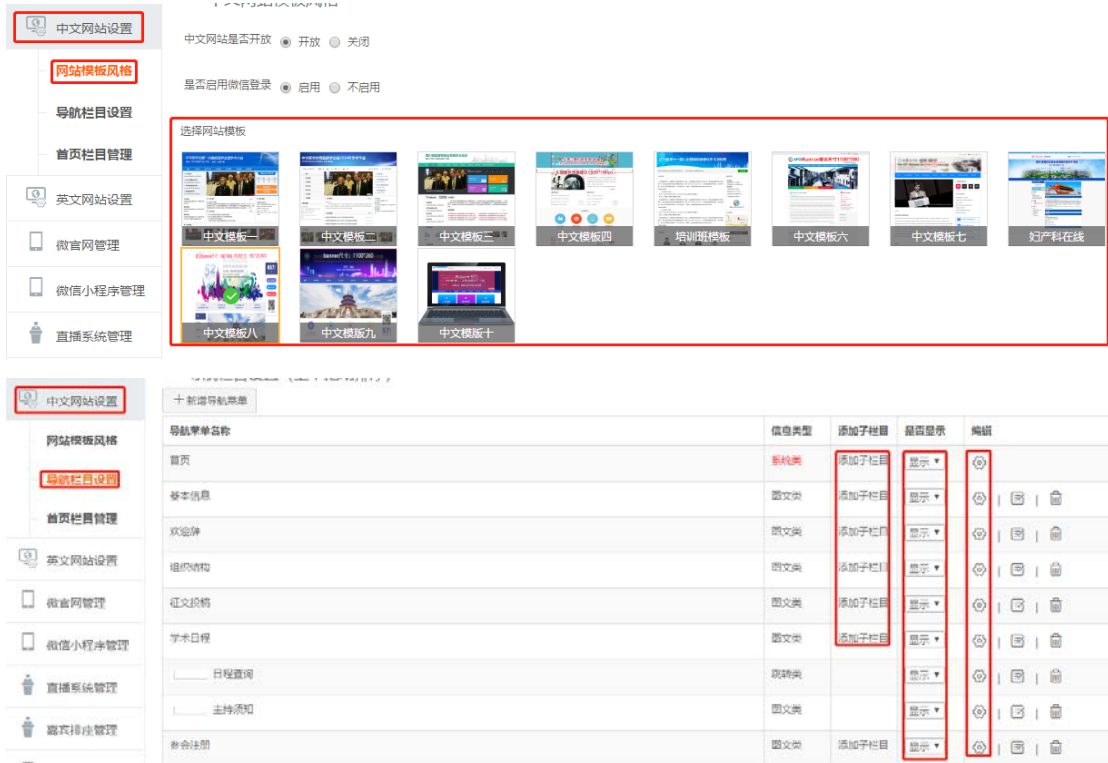 中文网站设置
网站模板风格
导航栏目设置
首页栏目管理
英文网站设置
微官网管理
微信小程序管理
直播系统管理
中文网站模板风格
中文网站是否开放 开放 关闭
是否启用微信登录 启用 不启用
选择网站模板
中文模板一 中文模板二 中文模板三 中文模板四 培训班模板 中文模板六 中文模板七 妇产科在线
中文模板八 中文模版九 中文模版十
中文网站设置
网站模板风格
导航栏目设置
首页栏目管理
英文网站设置
微官网管理
微信小程序管理
直播系统管理
嘉宾排座管理
新增导航菜单
导航菜单名称 信息类型 添加子栏目 是否显示 编辑
首页 系统类 添加子栏目 显示
基本信息 图文类 添加子栏目 显示
欢迎辞 图文类 添加子栏目 显示
组织结构 图文类 添加子栏目 显示
征文投稿 图文类 添加子栏目 显示
学术日程 图文类 添加子栏目 显示
日程查询 跳转类 显示
主持须知 图文类 显示
参会注册 图文类 添加子栏目 显示